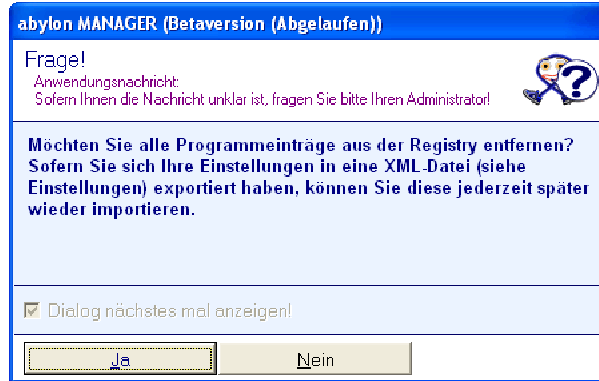 abylon MANAGER (Betaversion (Abgelaufen))
Frage!
Anwendungsnachricht:
Sofern Ihnen die Nachricht unklar ist, fragen Sie bitte Ihren Administrator!
Möchten Sie alle Programmeinträge aus der Registry entfernen?
Sofern Sie sich Ihre Einstellungen in eine XML-Datei (siehe
Einstellungen) exportiert haben, können Sie diese jederzeit später
wieder importieren.
Dialog nächstes mal anzeigen!
Ja
Nein